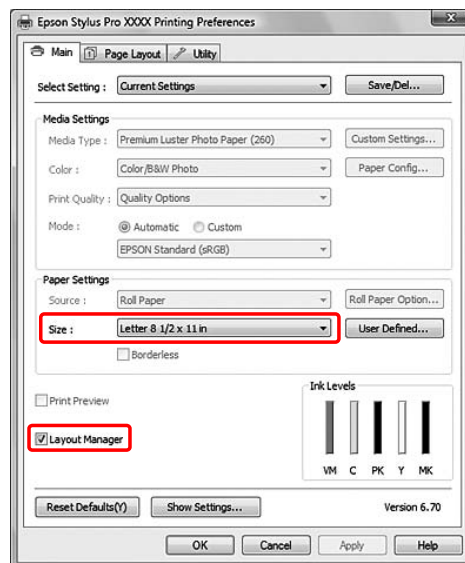 Epson Stylus Pro XXXX Printing Preferences
Main Page Layout Utility
Select Setting : Current Settings Save/Del...
Media Settings
Media Type : Premium Luster Photo Paper (260) Custom Settings...
Color : Color/B&W Photo Paper Config...
Print Quality : Quality Options
Mode : Automatic Custom
EPSON Standard (sRGB)
Paper Settings
Source : Roll Paper Roll Paper Option...
Size : Letter 8 1/2 x 11 in User Defined...
Borderless
Ink Levels
Print Preview
Layout Manager
VM C PK Y MK
Reset Defaults(Y) Show Settings... Version 6.70
OK Cancel Apply Help